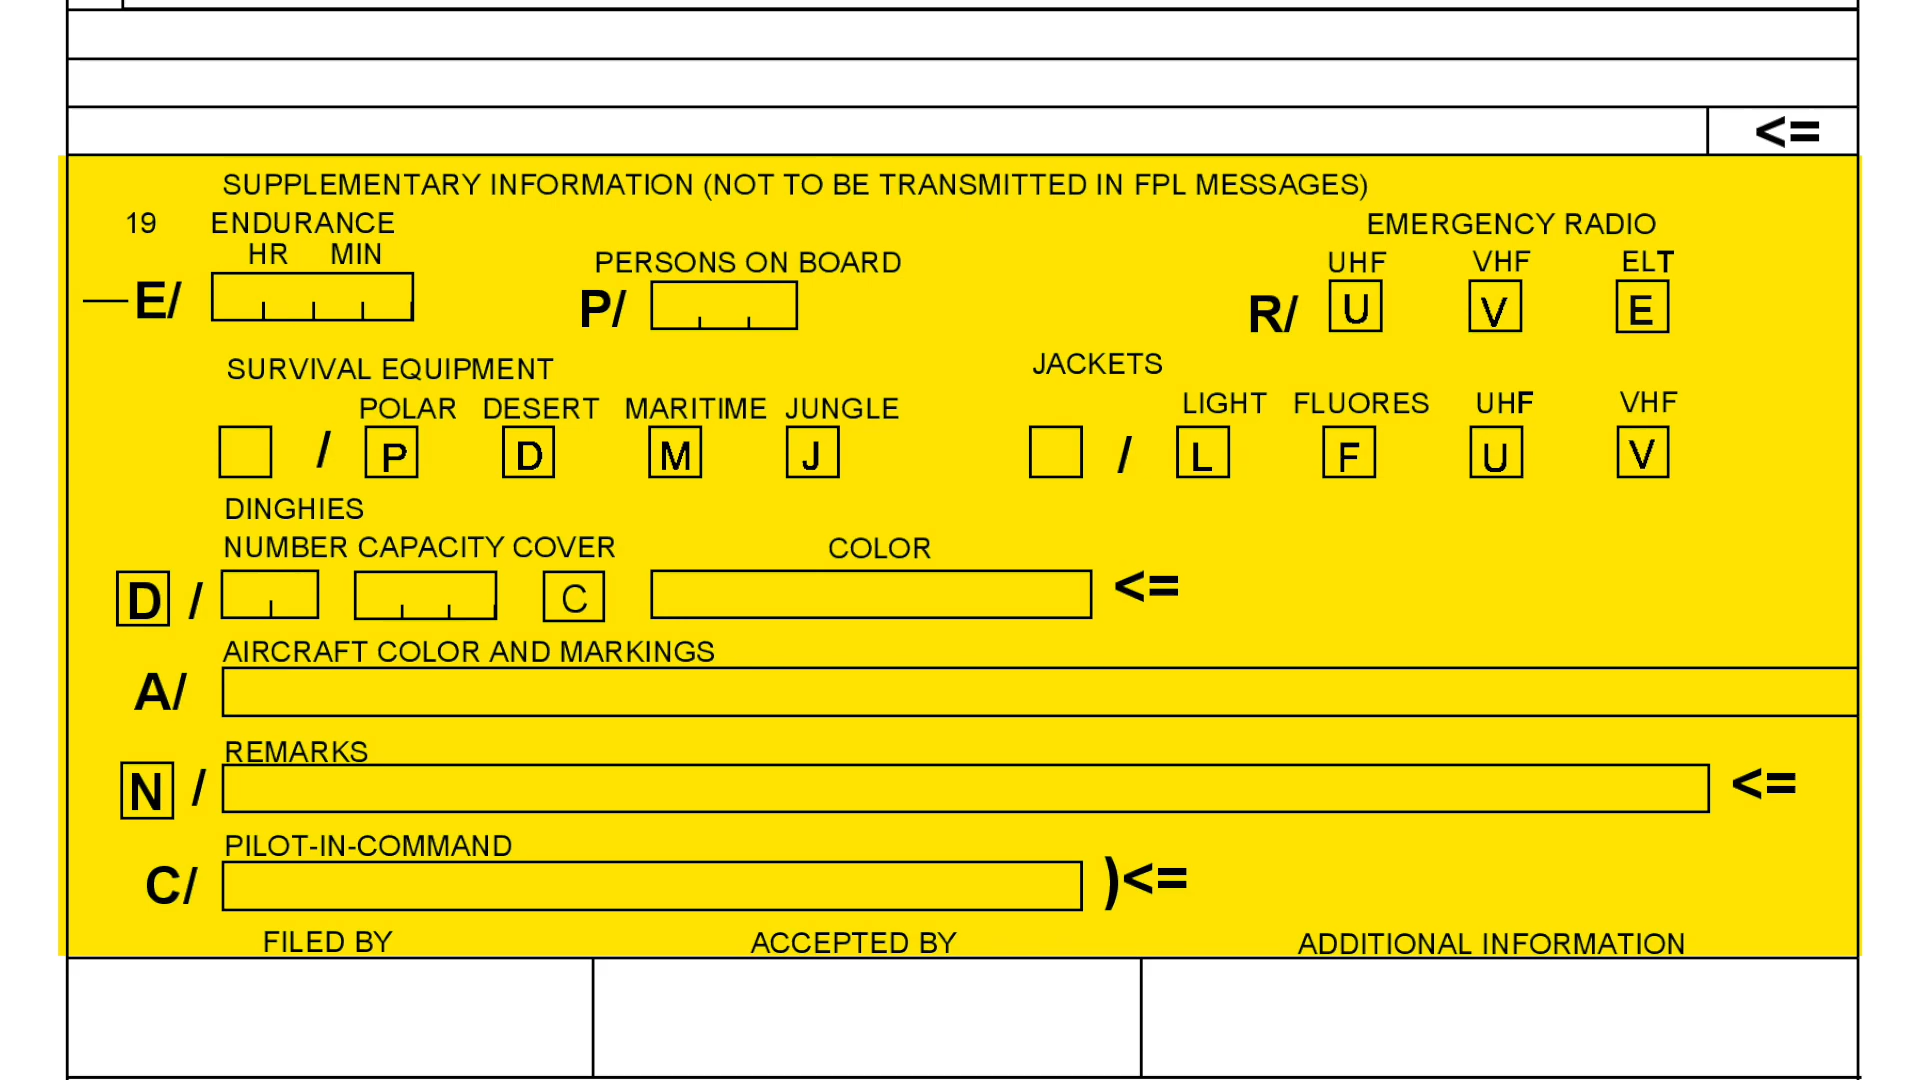 <=
SUPPLEMENTARY INFORMATION (NOT TO BE TRANSMITTED IN FPL MESSAGES)
19 ENDURANCE EMERGENCY RADIO
HR MIN PERSONS ON BOARD UHF VHF ELT
—E/ P/ R/ U V E
SURVIVAL EQUIPMENT JACKETS
POLAR DESERT MARITIME JUNGLE LIGHT FLUORES UHF VHF
/ P D M J / L F U V
DINGHIES
NUMBER CAPACITY COVER COLOR
D / C <=
AIRCRAFT COLOR AND MARKINGS
A/
REMARKS
N / <=
PILOT-IN-COMMAND
C/ )<=
FILED BY ACCEPTED BY ADDITIONAL INFORMATION